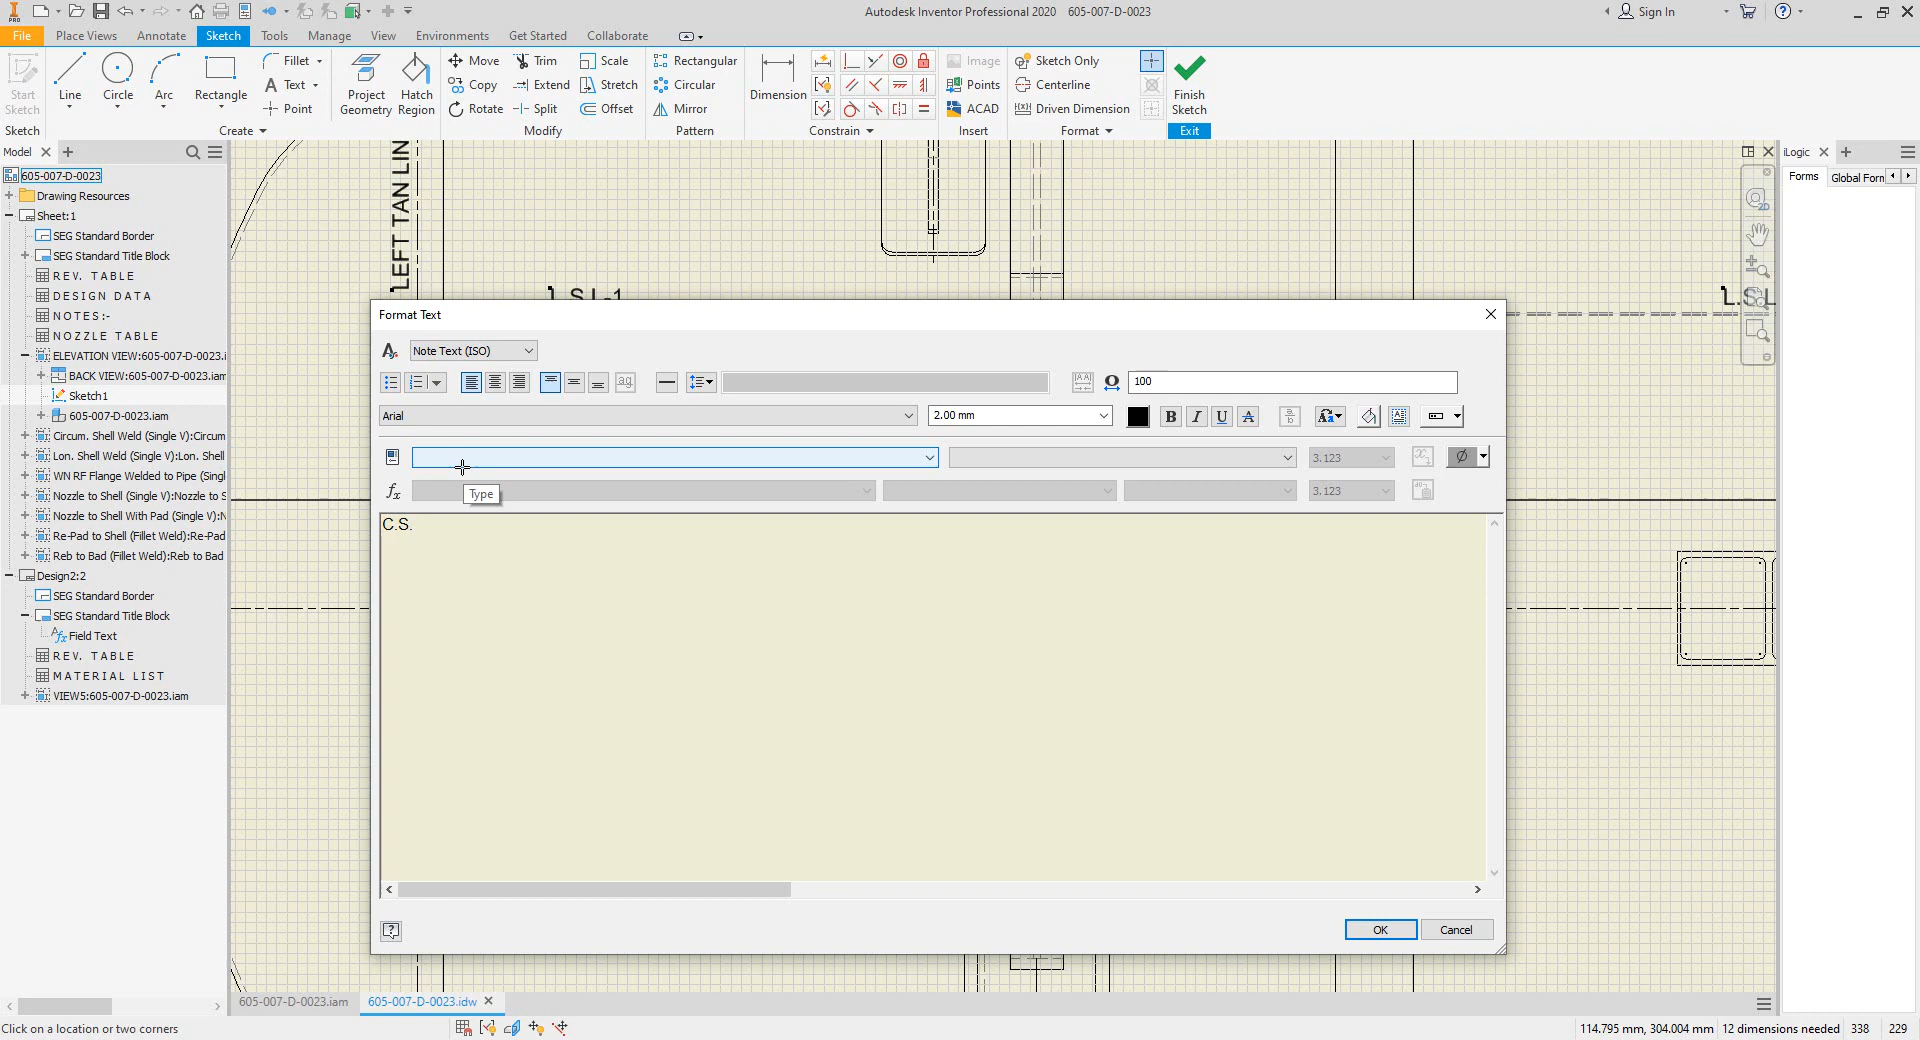 PRO
Autodesk Inventor Professional 2020 605-007-D-0023
Sign In
File Place Views Annotate Sketch Tools Manage View Environments Get Started Collaborate
Start Sketch
Line
Circle
Arc
Rectangle
Fillet
Text
Point
Project Geometry
Hatch Region
Move
Copy
Rotate
Trim
Extend
Split
Scale
Stretch
Offset
Rectangular
Circular
Mirror
Dimension
Image
Points
ACAD
Sketch Only
Centerline
Driven Dimension
Finish Sketch
Sketch Create Modify Pattern Constrain Insert Format Exit
Model
605-007-D-0023
Drawing Resources
Sheet:1
SEG Standard Border
SEG Standard Title Block
REV. TABLE
DESIGN DATA
NOTES:-
NOZZLE TABLE
ELEVATION VIEW:605-007-D-0023.i
BACK VIEW:605-007-D-0023.iam
Sketch1
605-007-D-0023.iam
Circum. Shell Weld (Single V):Circum
Lon. Shell Weld (Single V):Lon. Shell
WN RF Flange Welded to Pipe (Sing
Nozzle to Shell (Single V):Nozzle to S
Nozzle to Shell With Pad (Single V):N
Re-Pad to Shell (Fillet Weld):Re-Pad
Reb to Bad (Fillet Weld):Reb to Bad
Design2:2
SEG Standard Border
SEG Standard Title Block
Field Text
REV. TABLE
MATERIAL LIST
VIEW5:605-007-D-0023.iam
LEFT TAN LIN
iLogic
Forms Global Forn
2D
Format Text
Note Text (ISO)
100
Arial
2.00 mm
B I U A
3.123
Type
3.123
C.S.
OK Cancel
605-007-D-0023.iam 605-007-D-0023.idw
Click on a location or two corners
114.795 mm, 304.004 mm 12 dimensions needed 338 229